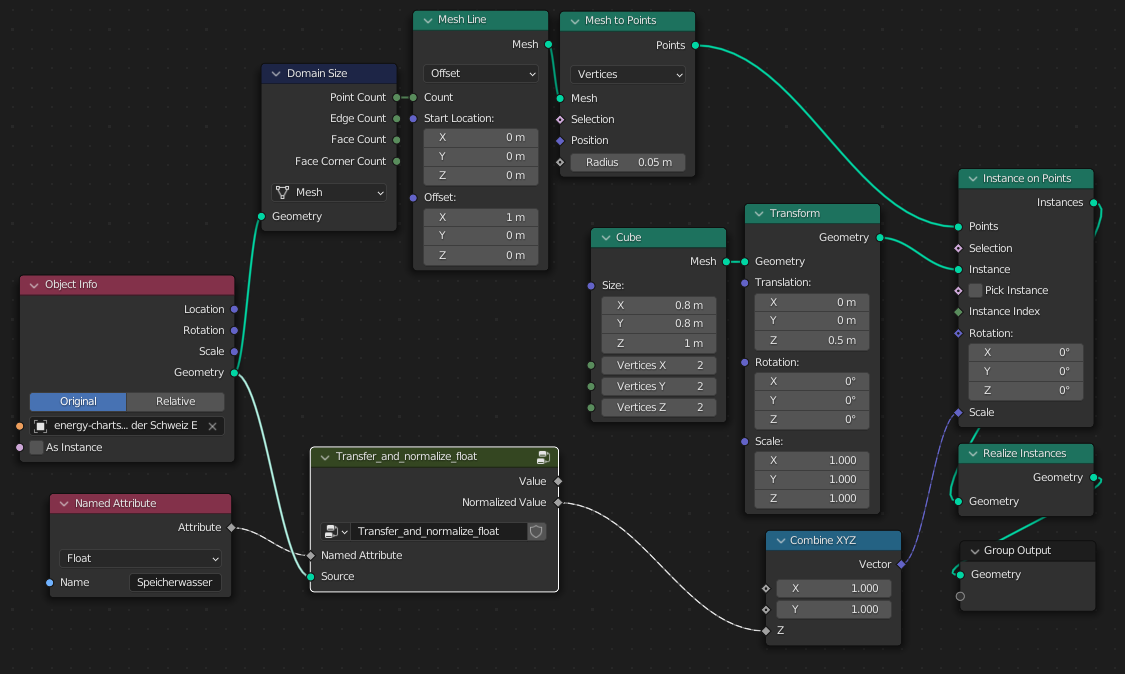 Mesh Line
Mesh
Offset
Count
Start Location:
X 0 m
Y 0 m
Z 0 m
Offset:
X 1 m
Y 0 m
Z 0 m
Mesh to Points
Points
Vertices
Mesh
Selection
Position
Radius 0.05 m
Domain Size
Point Count
Edge Count
Face Count
Face Corner Count
Mesh
Geometry
Instance on Points
Instances
Points
Selection
Instance
Pick Instance
Instance Index
Rotation:
X 0°
Y 0°
Z 0°
Scale
Transform
Geometry
Geometry
Translation:
X 0 m
Y 0 m
Z 0.5 m
Rotation:
X 0°
Y 0°
Z 0°
Scale:
X 1.000
Y 1.000
Z 1.000
Cube
Mesh
Size:
X 0.8 m
Y 0.8 m
Z 1 m
Vertices X 2
Vertices Y 2
Vertices Z 2
Object Info
Location
Rotation
Scale
Geometry
Original Relative
energy-charts... der Schweiz E
As Instance
Transfer_and_normalize_float
Value
Normalized Value
Transfer_and_normalize_float
Named Attribute
Source
Named Attribute
Attribute
Float
Name Speicherwasser
Combine XYZ
Vector
X 1.000
Y 1.000
Z
Realize Instances
Geometry
Geometry
Group Output
Geometry